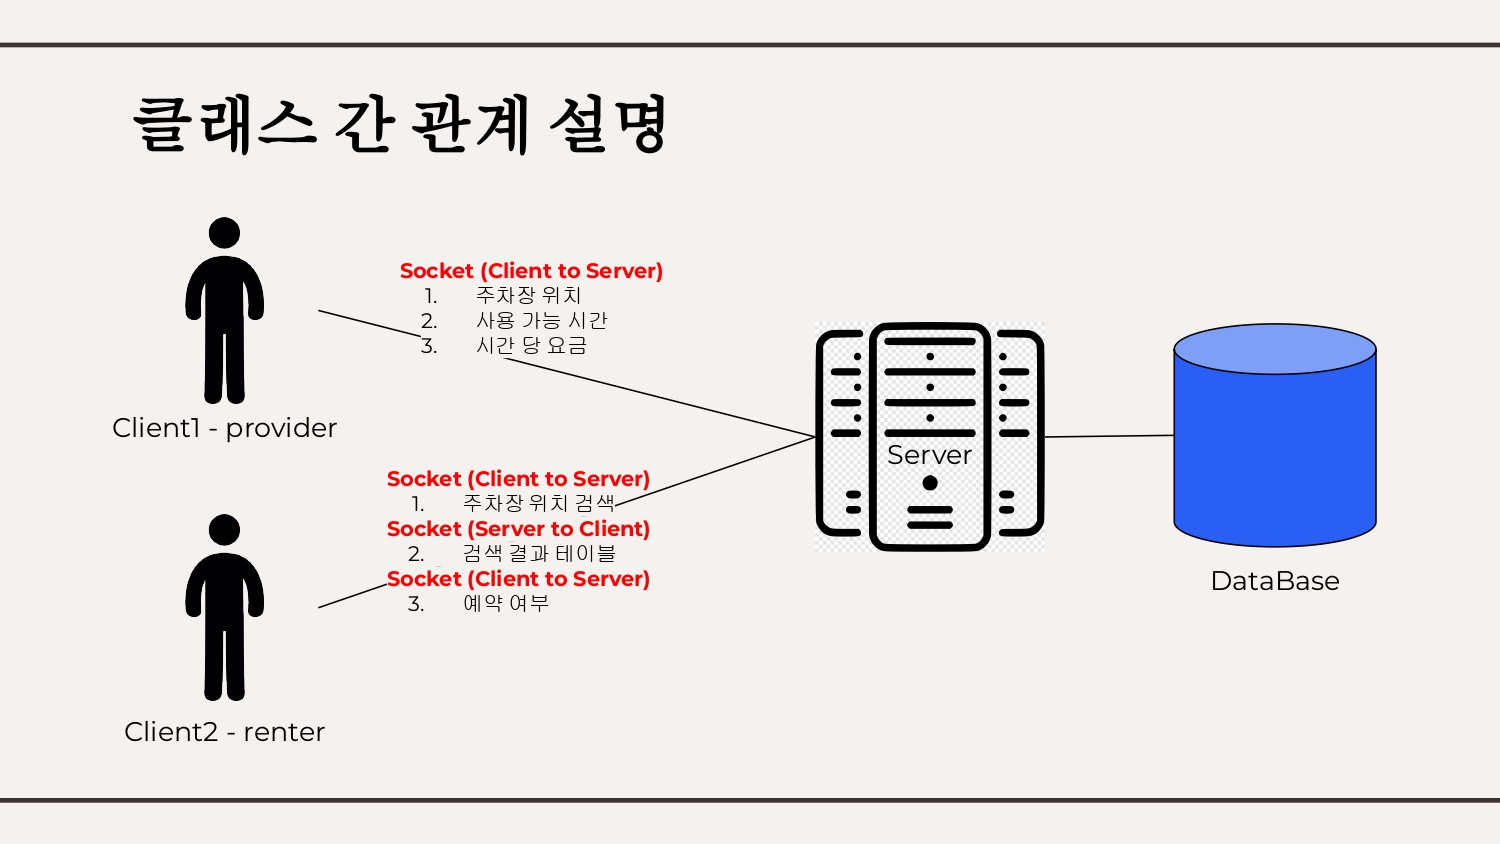 클래스 간 관계 설명
Socket (Client to Server)
1. 주차장 위치
2. 사용 가능 시간
3. 시간 당 요금
Client1 - provider
Socket (Client to Server)
1. 주차장 위치 검색
Socket (Server to Client)
2. 검색 결과 테이블
Socket (Client to Server)
3. 예약 여부
Client2 - renter
Server
DataBase